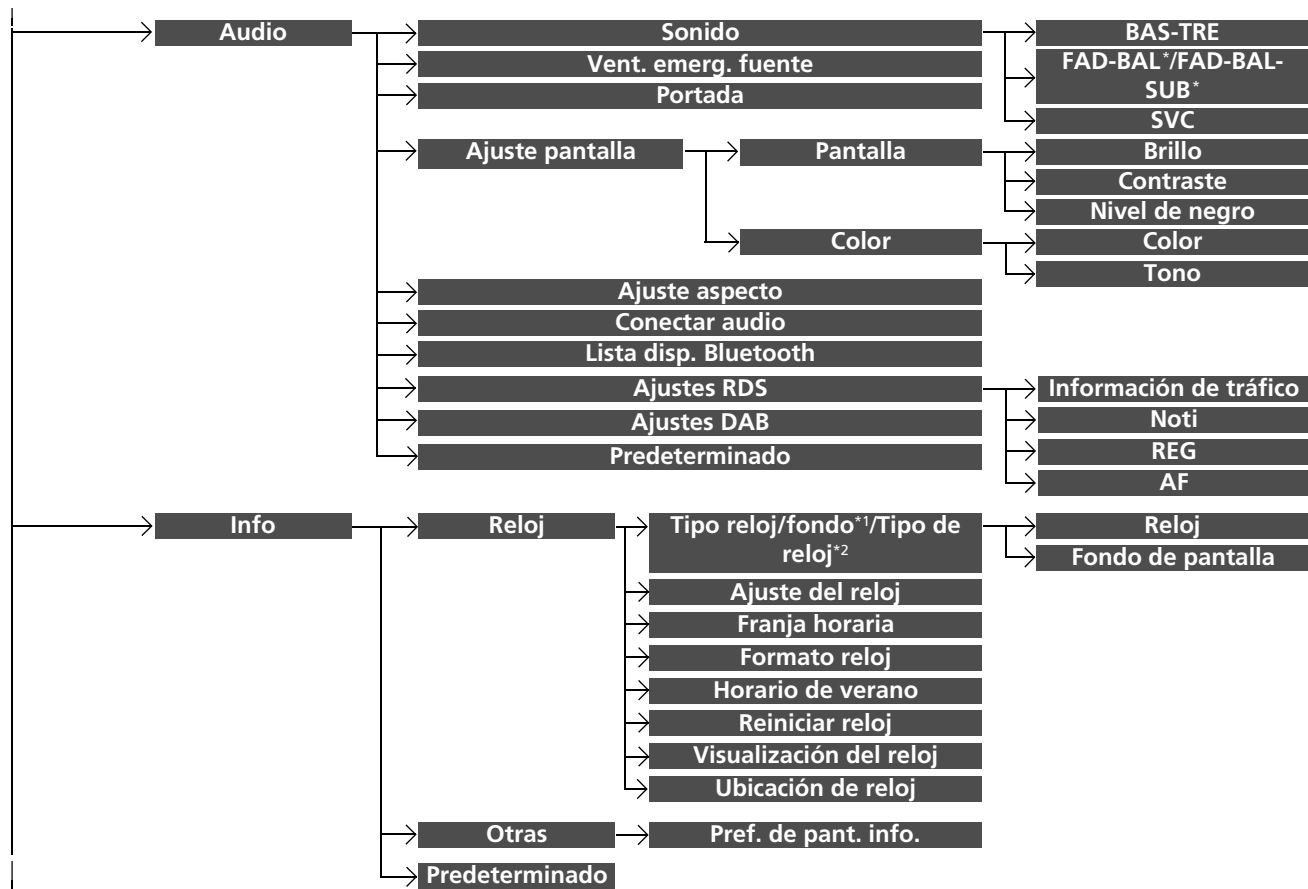 Audio
Sonido
BAS-TRE
Vent. emerg. fuente
FAD-BAL*/FAD-BAL-
SUB*
Portada
SVC
Ajuste pantalla
Pantalla
Brillo
Contraste
Nivel de negro
Color
Color
Tono
Ajuste aspecto
Conectar audio
Lista disp. Bluetooth
Ajustes RDS
Información de tráfico
Ajustes DAB
Noti
Predeterminado
REG
AF
Info
Reloj
Tipo reloj/fondo*1/Tipo de
reloj*2
Reloj
Fondo de pantalla
Ajuste del reloj
Franja horaria
Formato reloj
Horario de verano
Reiniciar reloj
Visualización del reloj
Ubicación de reloj
Otras
Pref. de pant. info.
Predeterminado